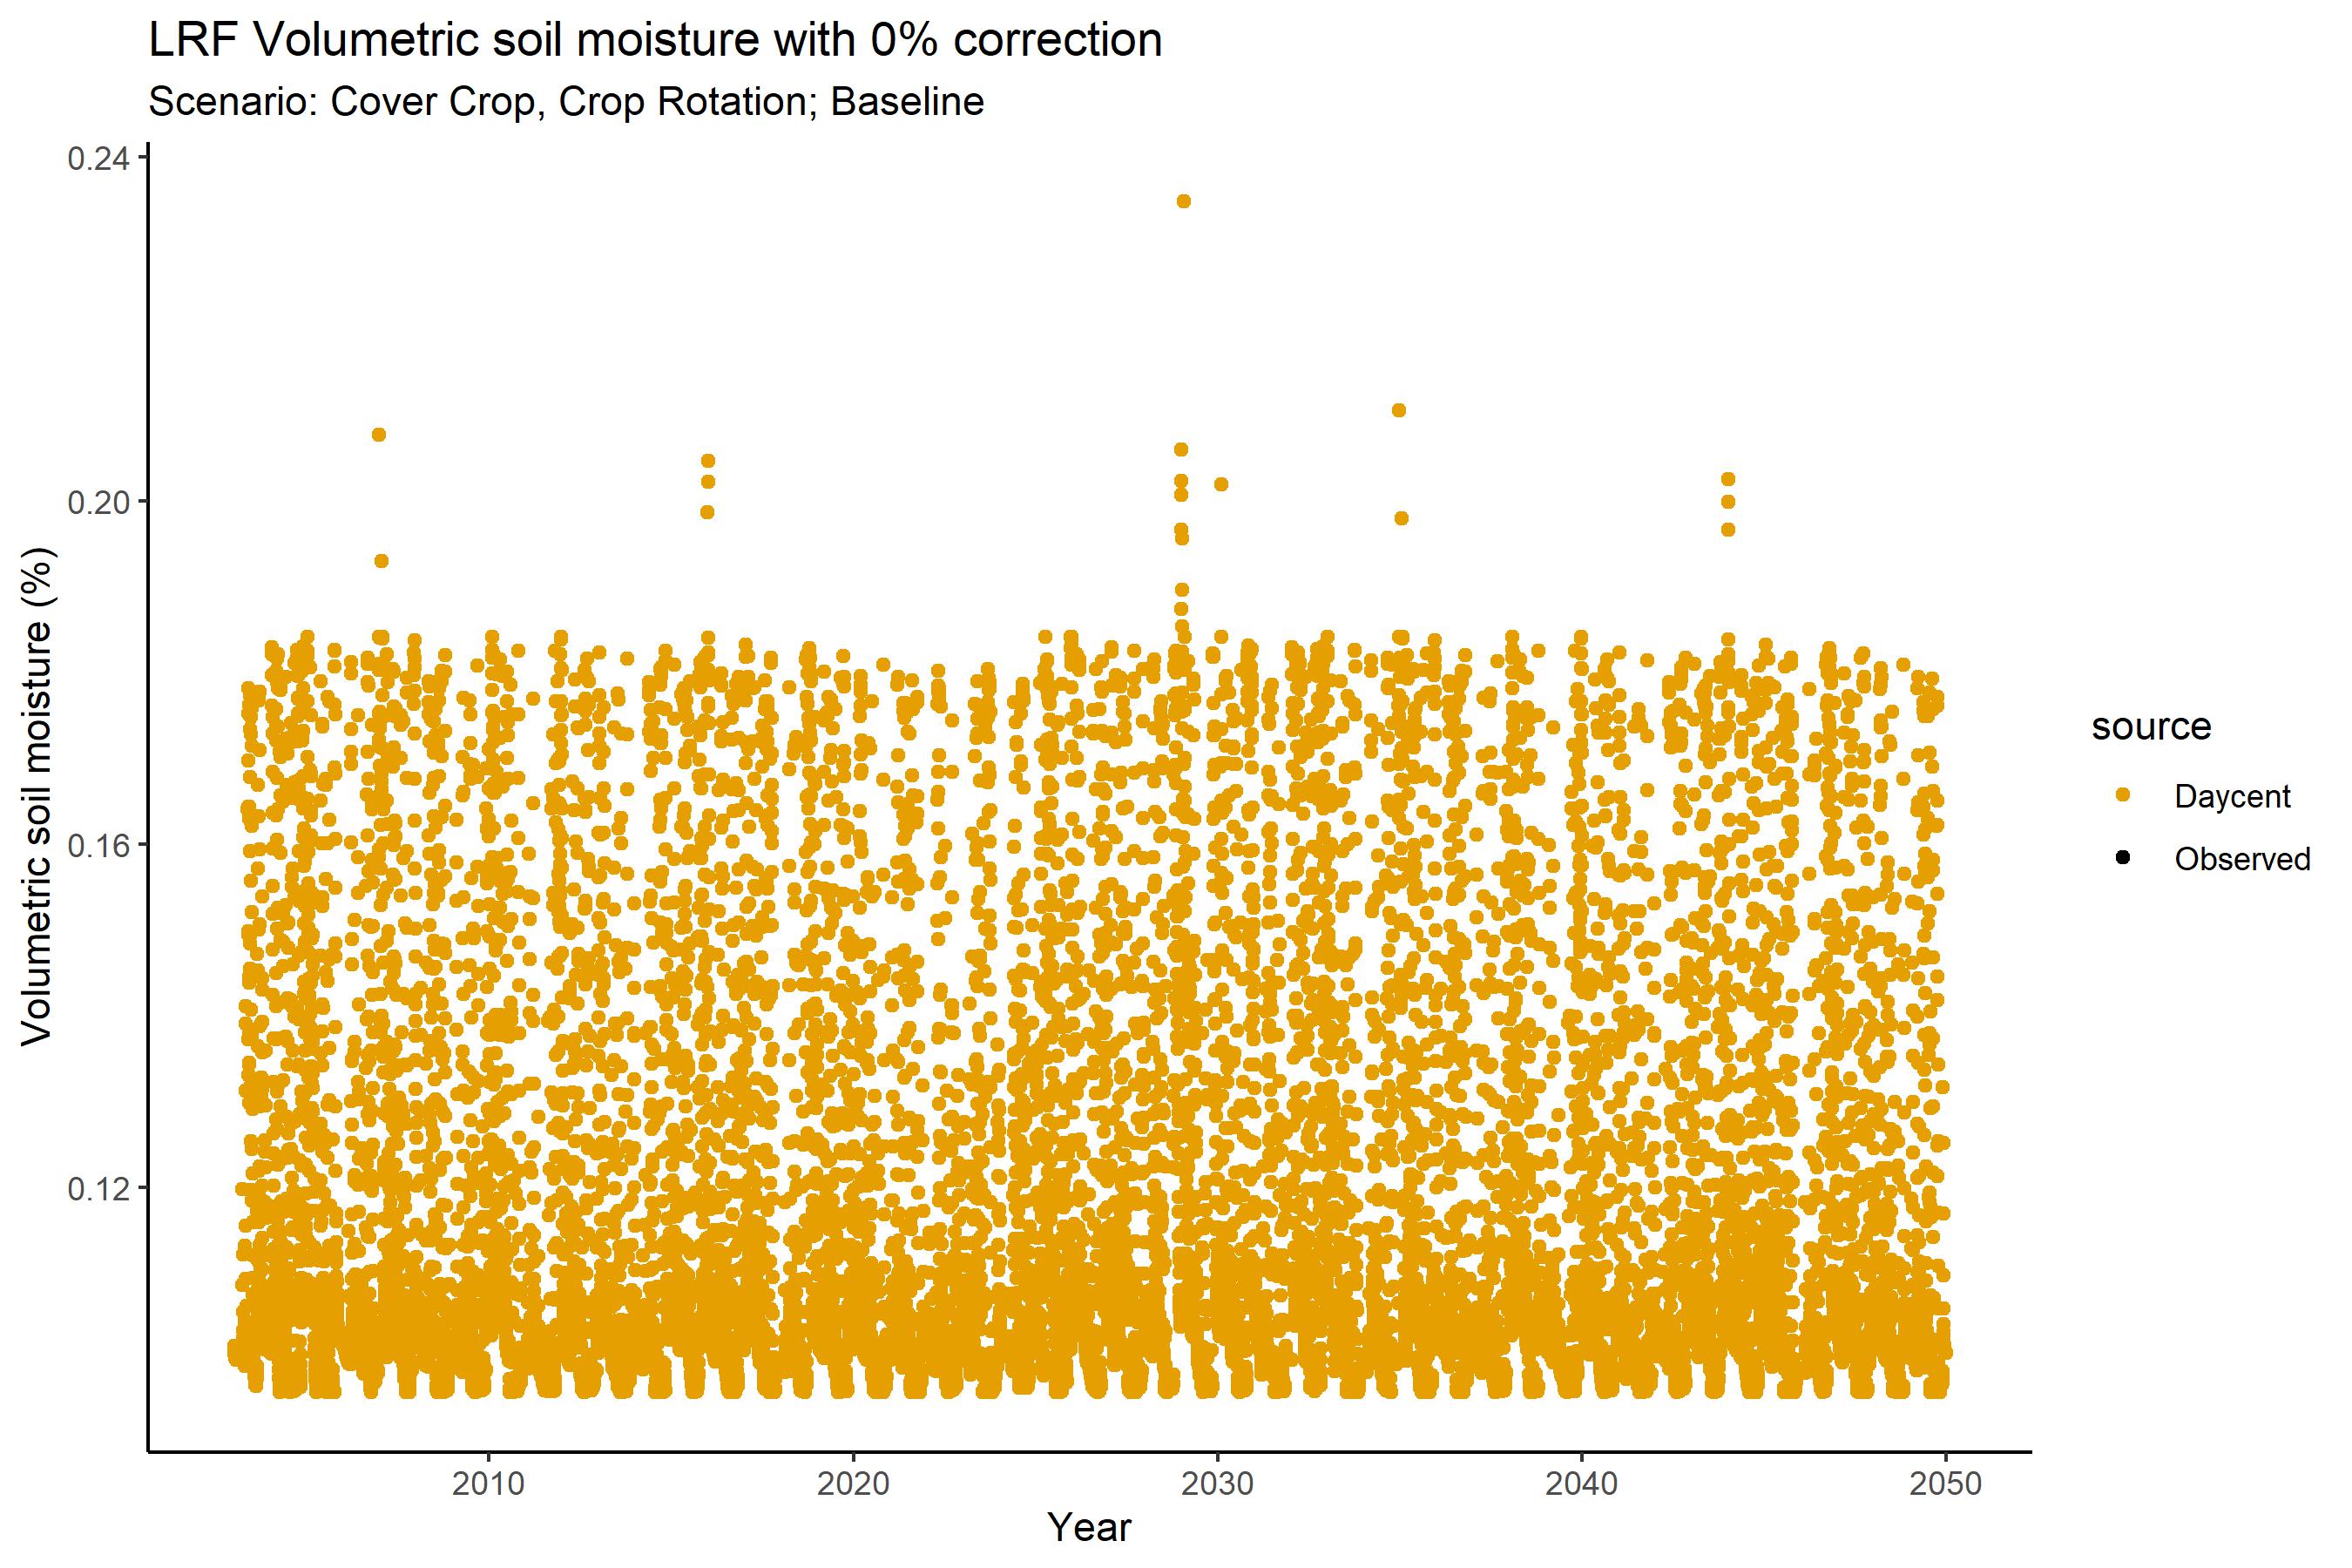 LRF Volumetric soil moisture with 0% correction
Scenario: Cover Crop, Crop Rotation; Baseline
0.24
0.20
0.16
0.12
Volumetric soil moisture (%)
2010
2020
2030
2040
2050
Year
source
Daycent
Observed